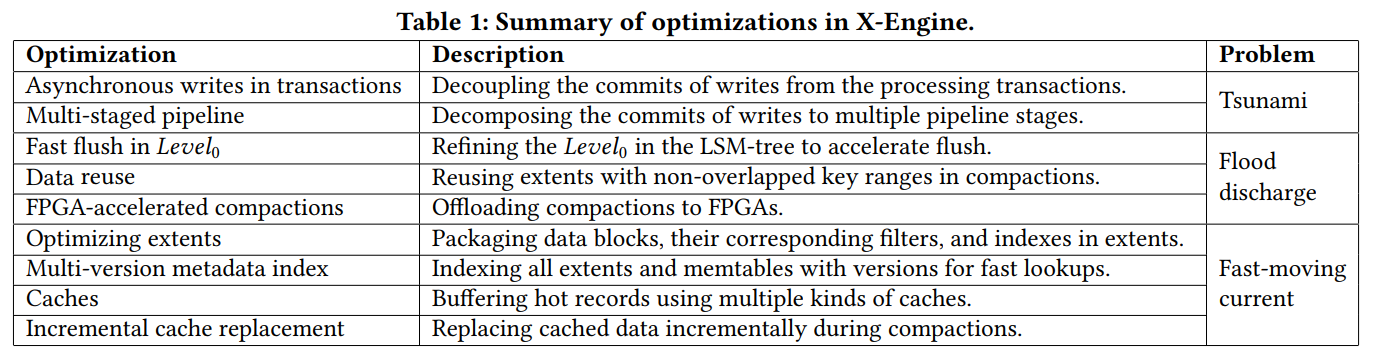 Table 1: Summary of optimizations in X-Engine.
Optimization Description Problem
Asynchronous writes in transactions Decoupling the commits of writes from the processing transactions.
Multi-staged pipeline Decomposing the commits of writes to multiple pipeline stages.
Tsunami
Fast flush in Level0 Refining the Level0 in the LSM-tree to accelerate flush.
Data reuse Reusing extents with non-overlapped key ranges in compactions.
FPGA-accelerated compactions Offloading compactions to FPGAs.
Flood
discharge
Optimizing extents Packaging data blocks, their corresponding filters, and indexes in extents.
Multi-version metadata index Indexing all extents and memtables with versions for fast lookups.
Caches Buffering hot records using multiple kinds of caches.
Incremental cache replacement Replacing cached data incrementally during compactions.
Fast-moving
current